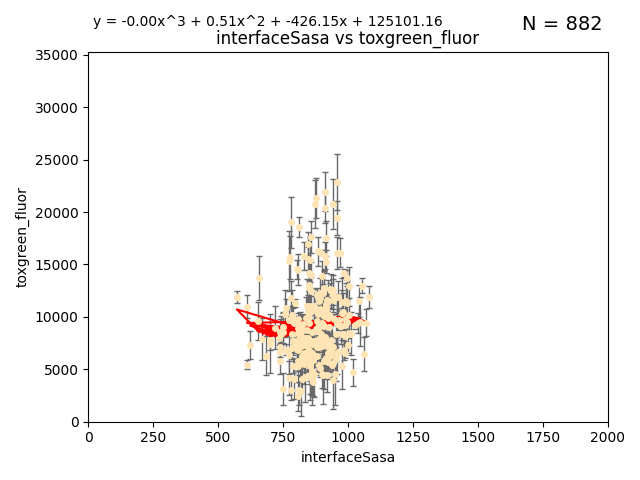 y = -0.00x^3 + 0.51x^2 + -426.15x + 125101.16
N = 882
interfaceSasa vs toxgreen_fluor
35000
30000
25000
20000
15000
10000
5000
0
toxgreen_fluor
0 250 500 750 1000 1250 1500 1750 2000
interfaceSasa